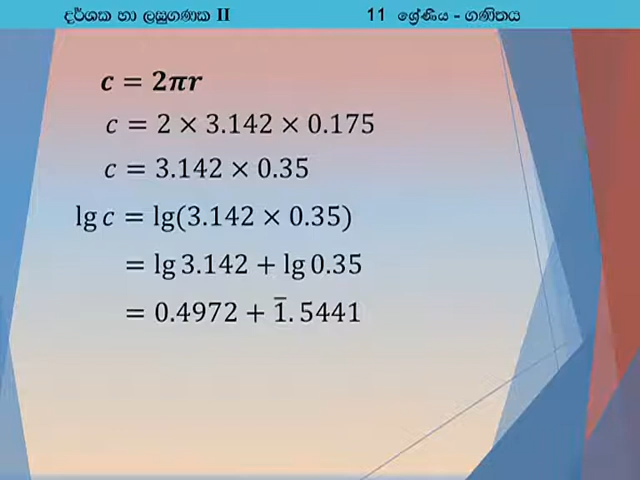 දර්ශක හා ලඝුගණක II
11 ශ්‍රේණිය - ගණිතය
c = 2πr
c = 2 × 3.142 × 0.175
c = 3.142 × 0.35
lg c = lg(3.142 × 0.35)
= lg 3.142 + lg 0.35
= 0.4972 + 1̅.5441